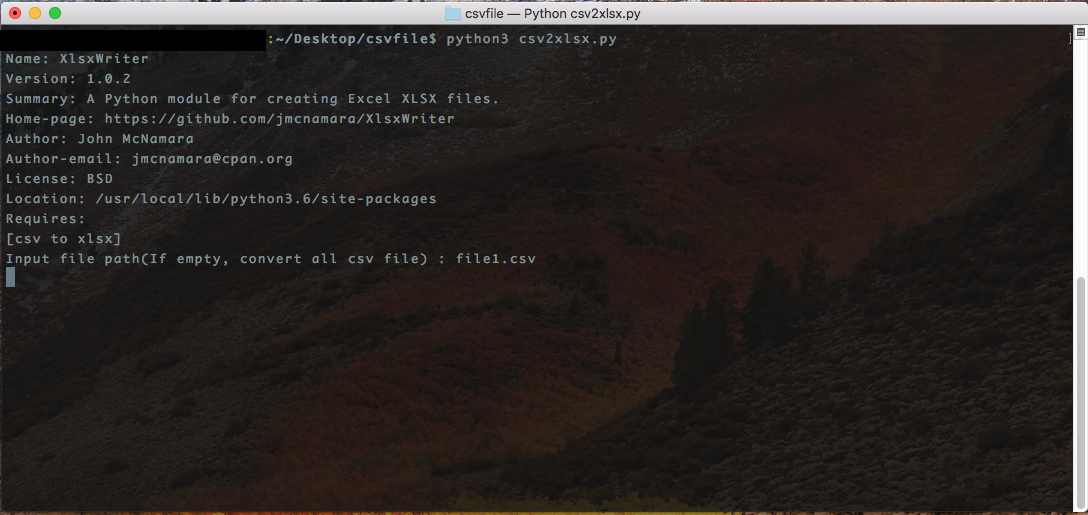 csvfile — Python csv2xlsx.py
:~/Desktop/csvfile$ python3 csv2xlsx.py
Name: XlsxWriter
Version: 1.0.2
Summary: A Python module for creating Excel XLSX files.
Home-page: https://github.com/jmcnamara/XlsxWriter
Author: John McNamara
Author-email: jmcnamara@cpan.org
License: BSD
Location: /usr/local/lib/python3.6/site-packages
Requires:
[csv to xlsx]
Input file path(If empty, convert all csv file) : file1.csv